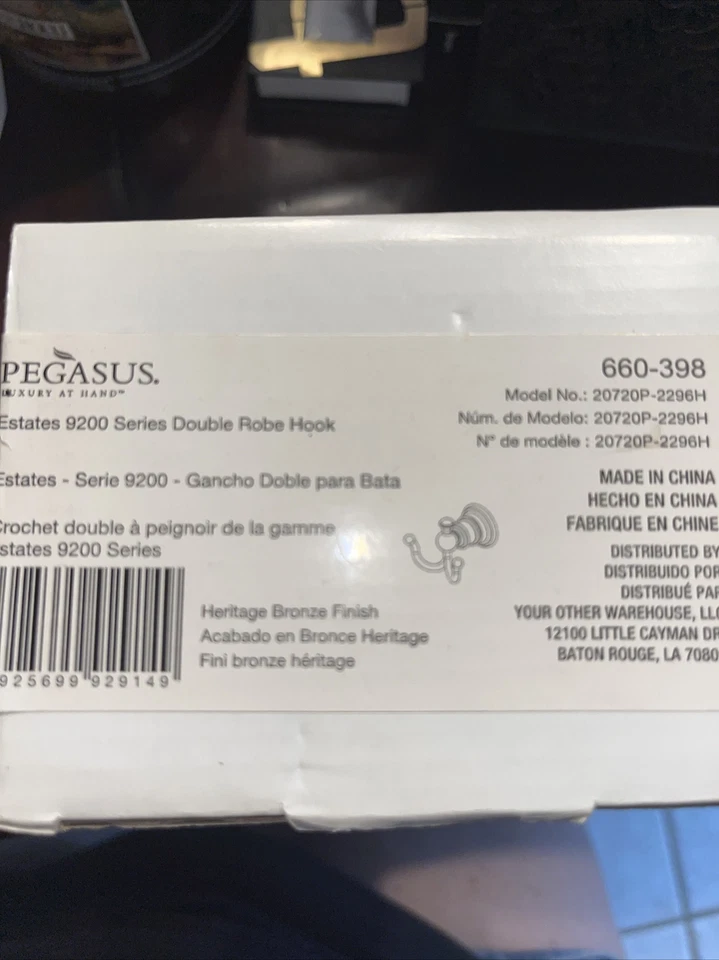 PEGASUS.
LUXURY AT HAND™
Estates 9200 Series Double Robe Hook
Estates - Serie 9200 - Gancho Doble para Bata
Crochet double à peignoir de la gamme
Estates 9200 Series
925699 929149
Heritage Bronze Finish
Acabado en Bronce Heritage
Fini bronze héritage
660-398
Model No.: 20720P-2296H
Núm. de Modelo: 20720P-2296H
N° de modèle : 20720P-2296H
MADE IN CHINA
HECHO EN CHINA
FABRIQUE EN CHINE
DISTRIBUTED BY
DISTRIBUIDO POR
DISTRIBUÉ PAR
YOUR OTHER WAREHOUSE, LLC
12100 LITTLE CAYMAN DR
BATON ROUGE, LA 7080